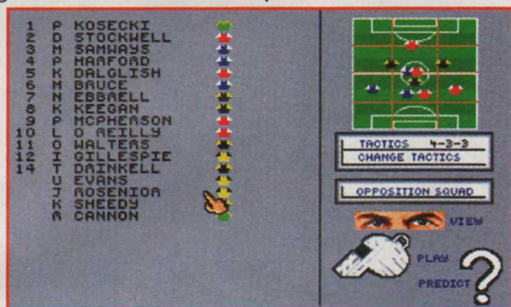 1 P KOSECKI
2 D STOCKWELL
3 M SAMWAYS
4 P HARFORD
5 K DALGLISH
6 M BRUCE
7 N EBBRELL
8 K KEEGAN
9 P MCPHERSON
10 L O REILLY
11 O WALTERS
12 I GILLESPIE
14 T DRINKELL
U EVANS
J ROSENIOR
K SHEEDY
R CANNON
TACTICS 4-3-3
CHANGE TACTICS
OPPOSITION SQUAD
VIEW
PLAY
PREDICT